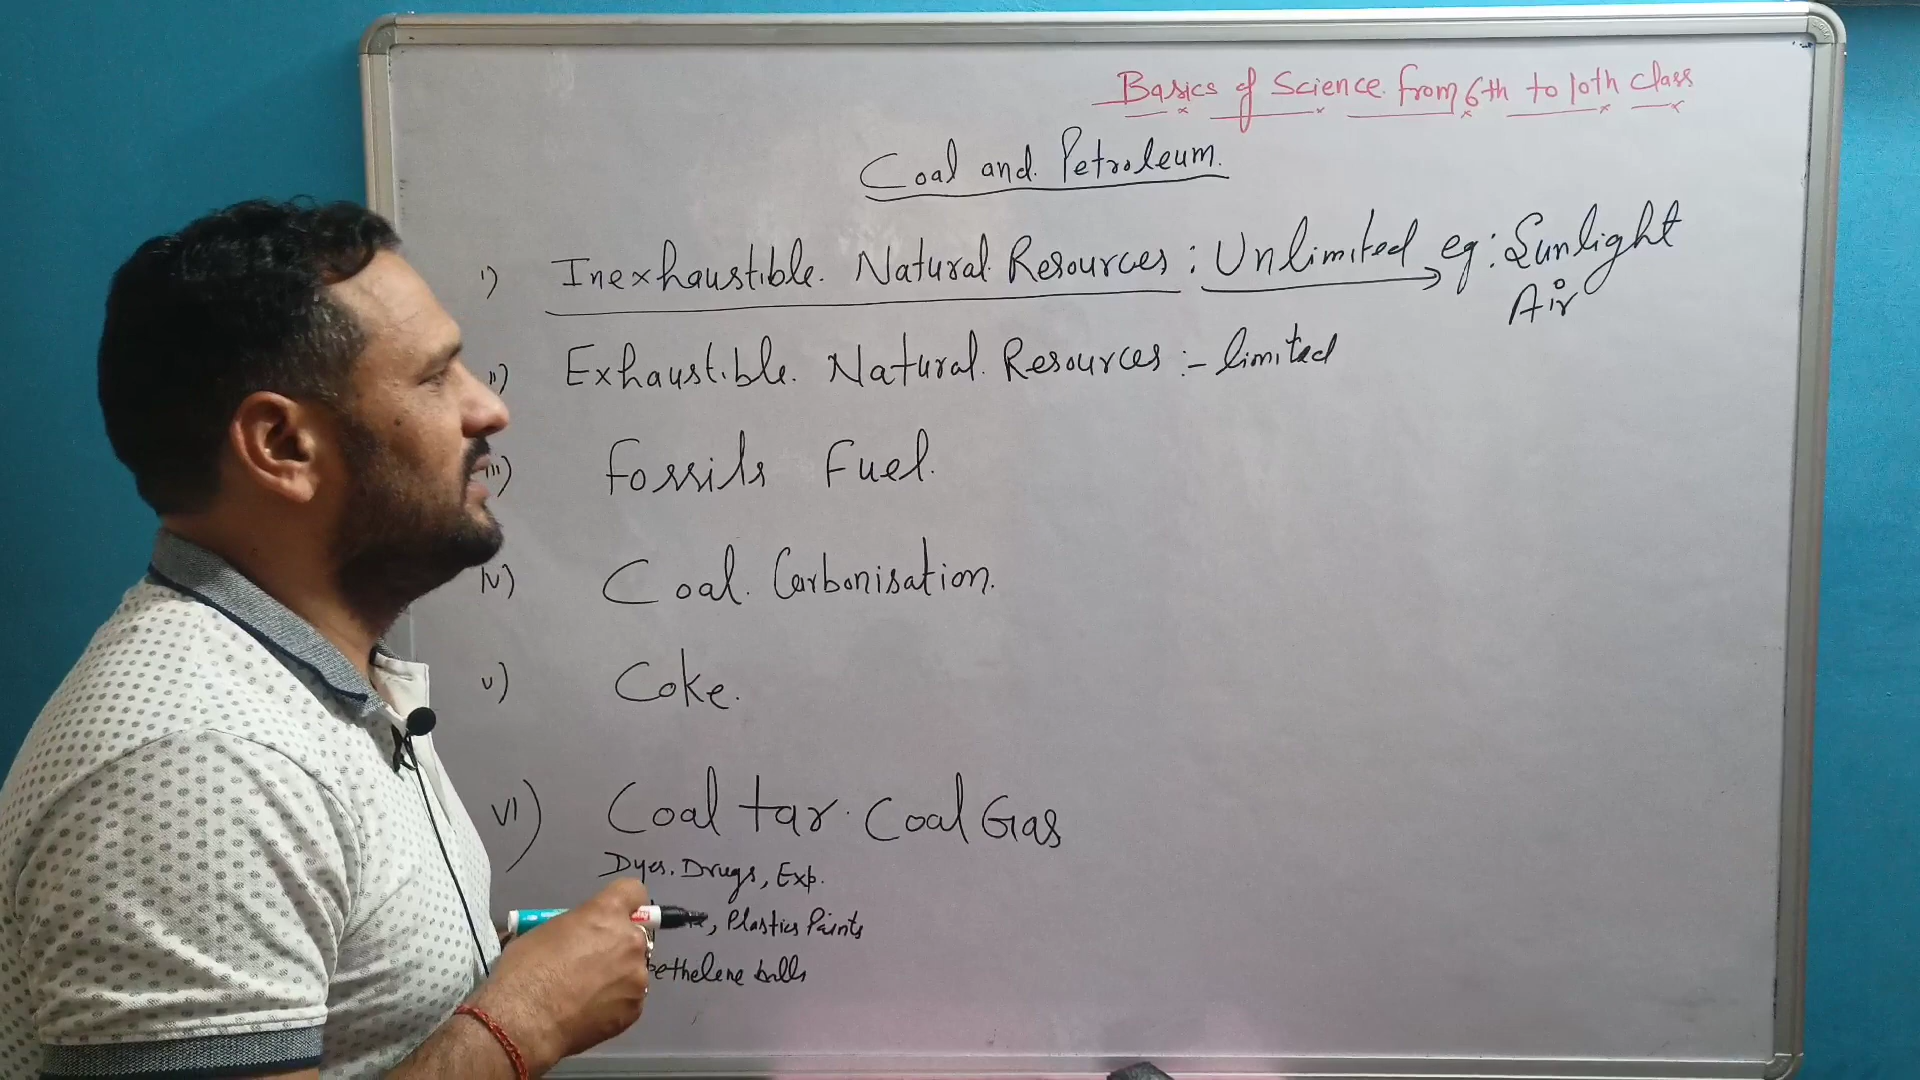 Basics of Science from 6th to 10th class
Coal and Petroleum.
i) Inexhaustible Natural Resources : Unlimited eg: Sunlight
Air
ii) Exhaustible Natural Resources :- limited
iii) Fossils Fuel.
iv) Coal Carbonisation.
v) Coke.
vi) Coal tar. Coal Gas
Dyes, Drugs, Exp.
, Plastics Paints
balls